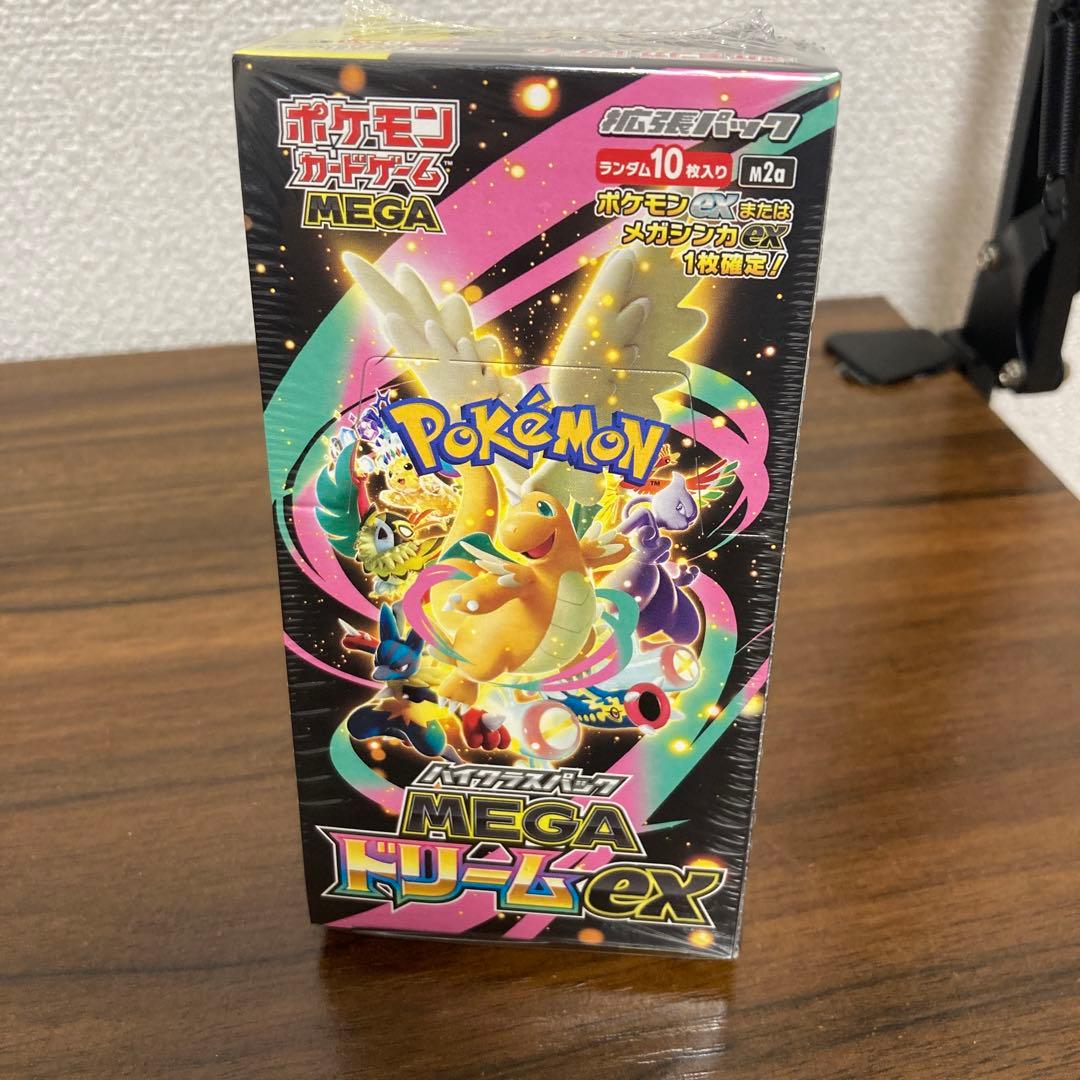 ポケモン
カードゲーム™
MEGA
拡張パック
ランダム10枚入り M2a
ポケモンexまたは
メガシンカex
1枚確定!
POKéMON™
ハイクラスパック
MEGA
ドリームex